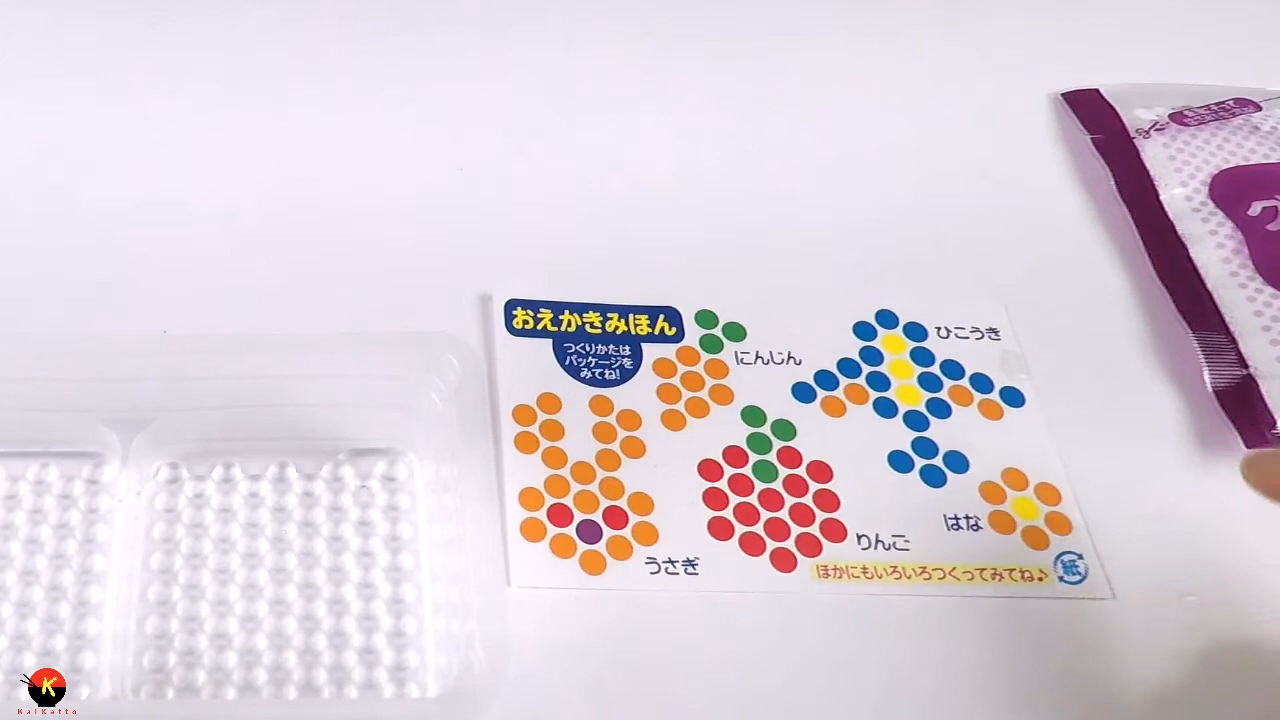 おえかきみほん
つくりかたは
パッケージを
みてね!
にんじん
ひこうき
うさぎ
りんご
はな
ほかにもいろいろつくってみてね♪
紙
K
KaiKatto